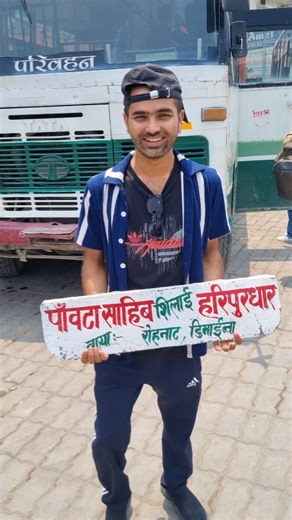 परिवहन
पाँवटा साहिब शिलाई हरिपुरधार
वाया :- रोहनाट , डिमाईना